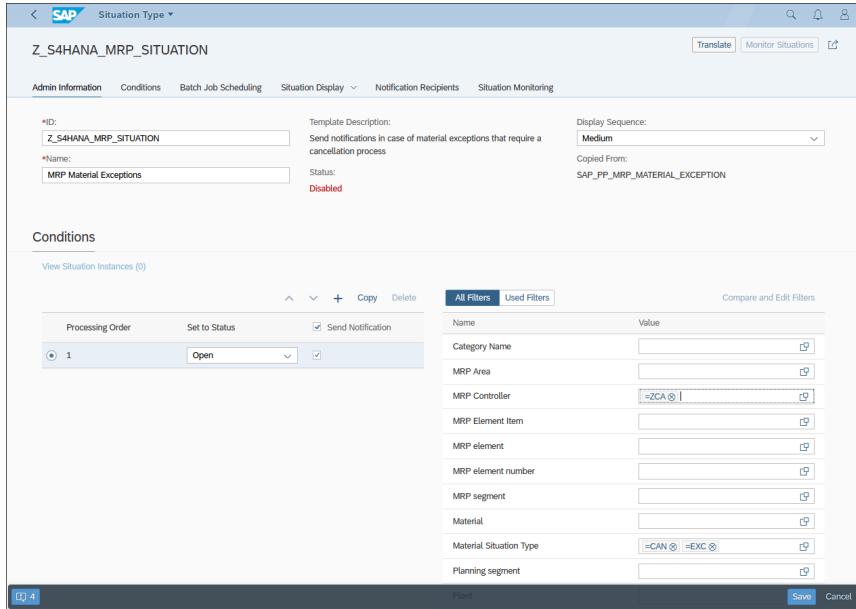 SAP Situation Type
Z_S4HANA_MRP_SITUATION
Translate Monitor Situations
Admin Information Conditions Batch Job Scheduling Situation Display Notification Recipients Situation Monitoring
*ID:
Z_S4HANA_MRP_SITUATION
*Name:
MRP Material Exceptions
Template Description:
Send notifications in case of material exceptions that require a
cancellation process
Status:
Disabled
Display Sequence:
Medium
Copied From:
SAP_PP_MRP_MATERIAL_EXCEPTION
Conditions
View Situation Instances (0)
Copy Delete
Processing Order Set to Status Send Notification
1 Open
All Filters Used Filters Compare and Edit Filters
Name Value
Category Name
MRP Area
MRP Controller =ZCA
MRP Element Item
MRP element
MRP element number
MRP segment
Material
Material Situation Type =CAN =EXC
Planning segment
Plant
4 Save Cancel